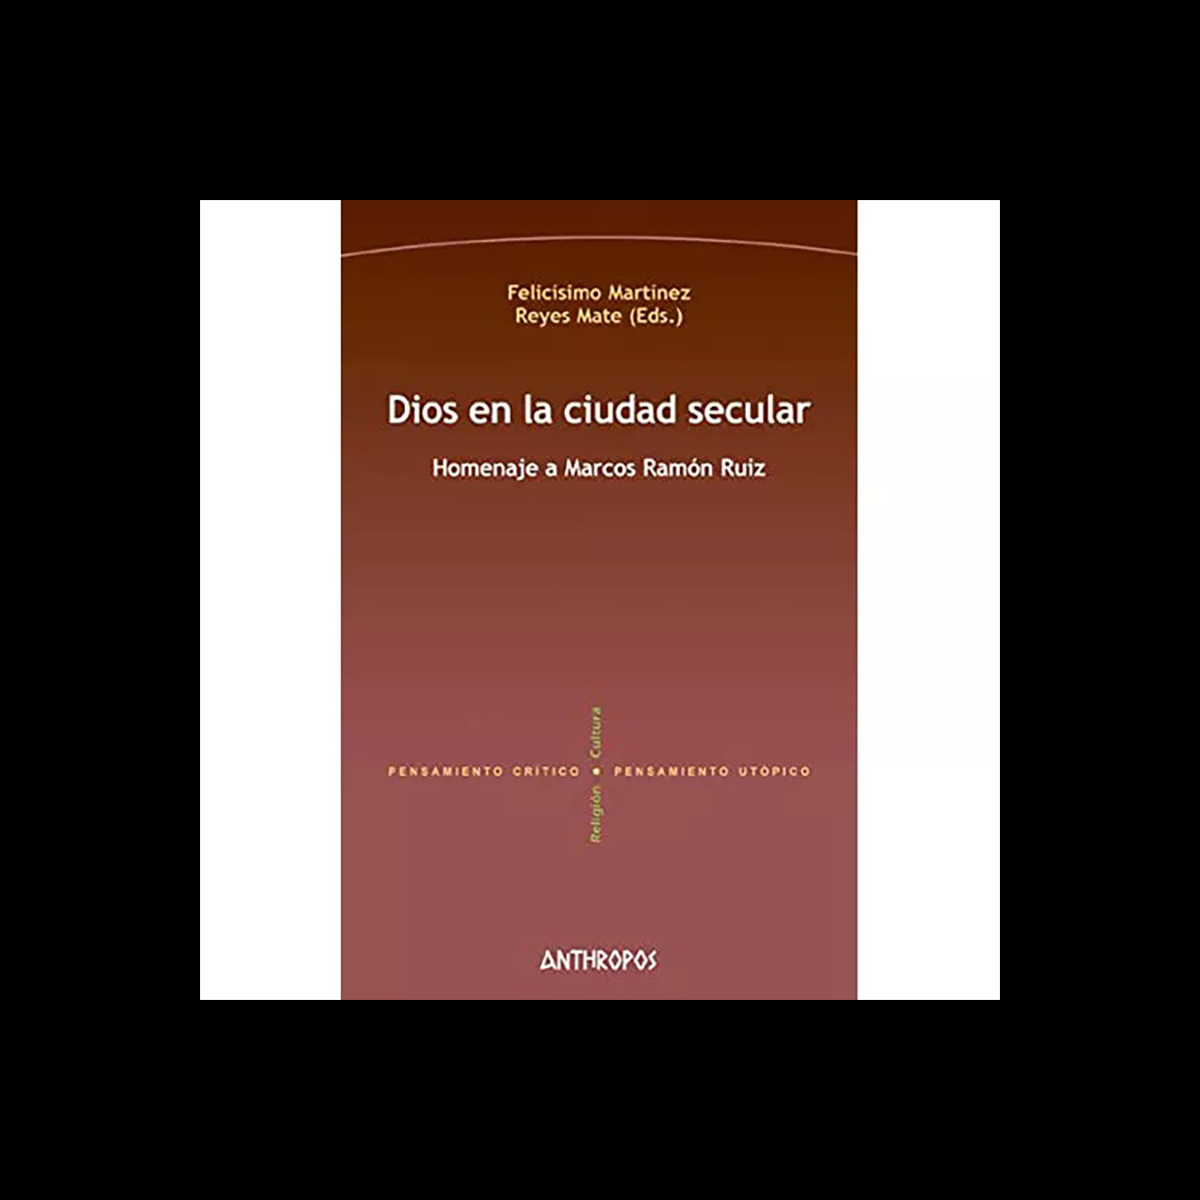 Felicísimo Martínez
Reyes Mate (Eds.)
Dios en la ciudad secular
Homenaje a Marcos Ramón Ruiz
Cultura
PENSAMIENTO CRÍTICO • PENSAMIENTO UTÓPICO
Religión
ANTHROPOS